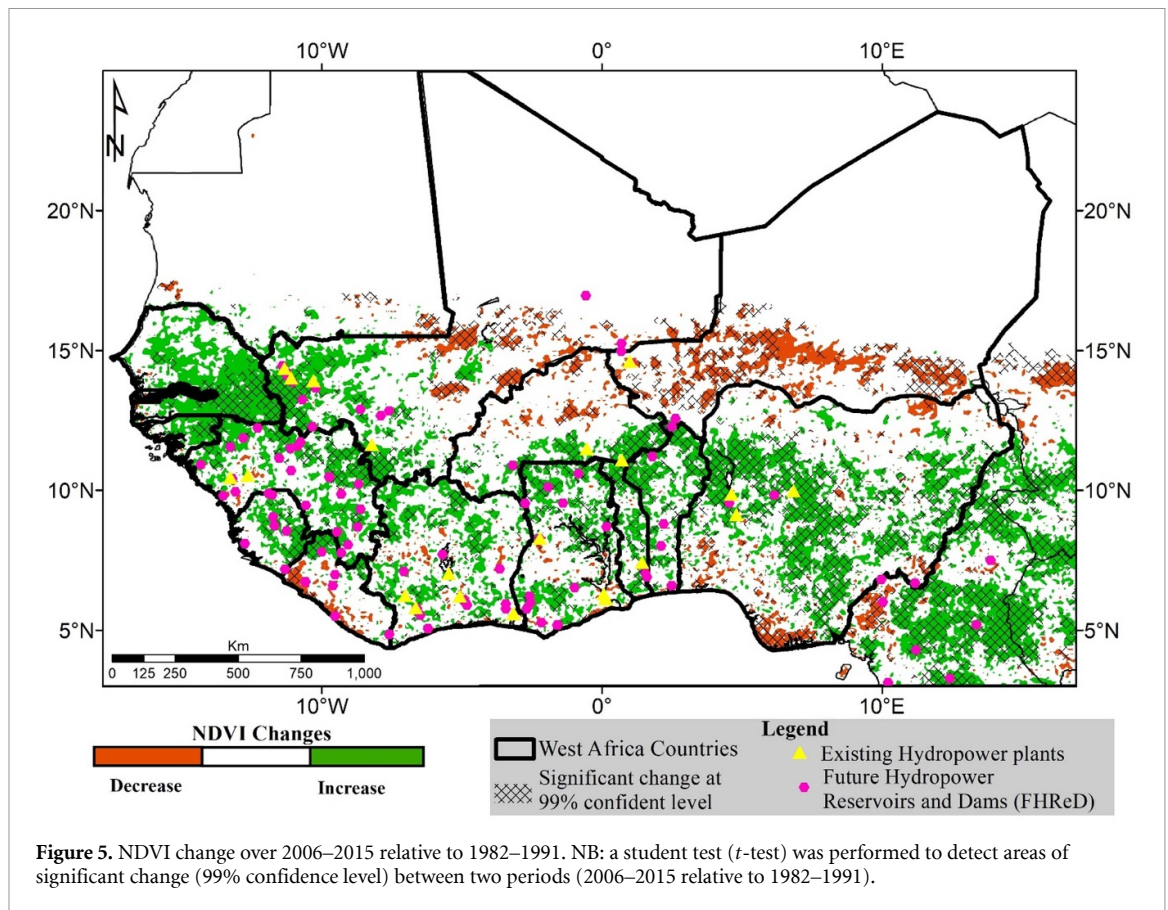 10°W 0° 10°E
N
20°N 20°N
15°N 15°N
10°N 10°N
5°N 5°N
Km
0 125 250 500 750 1,000
10°W 0° 10°E
NDVI Changes
Decrease Increase
Legend
West Africa Countries
Significant change at
99% confident level
Existing Hydropower plants
Future Hydropower
Reservoirs and Dams (FHReD)
Figure 5. NDVI change over 2006–2015 relative to 1982–1991. NB: a student test (t-test) was performed to detect areas of
significant change (99% confidence level) between two periods (2006–2015 relative to 1982–1991).